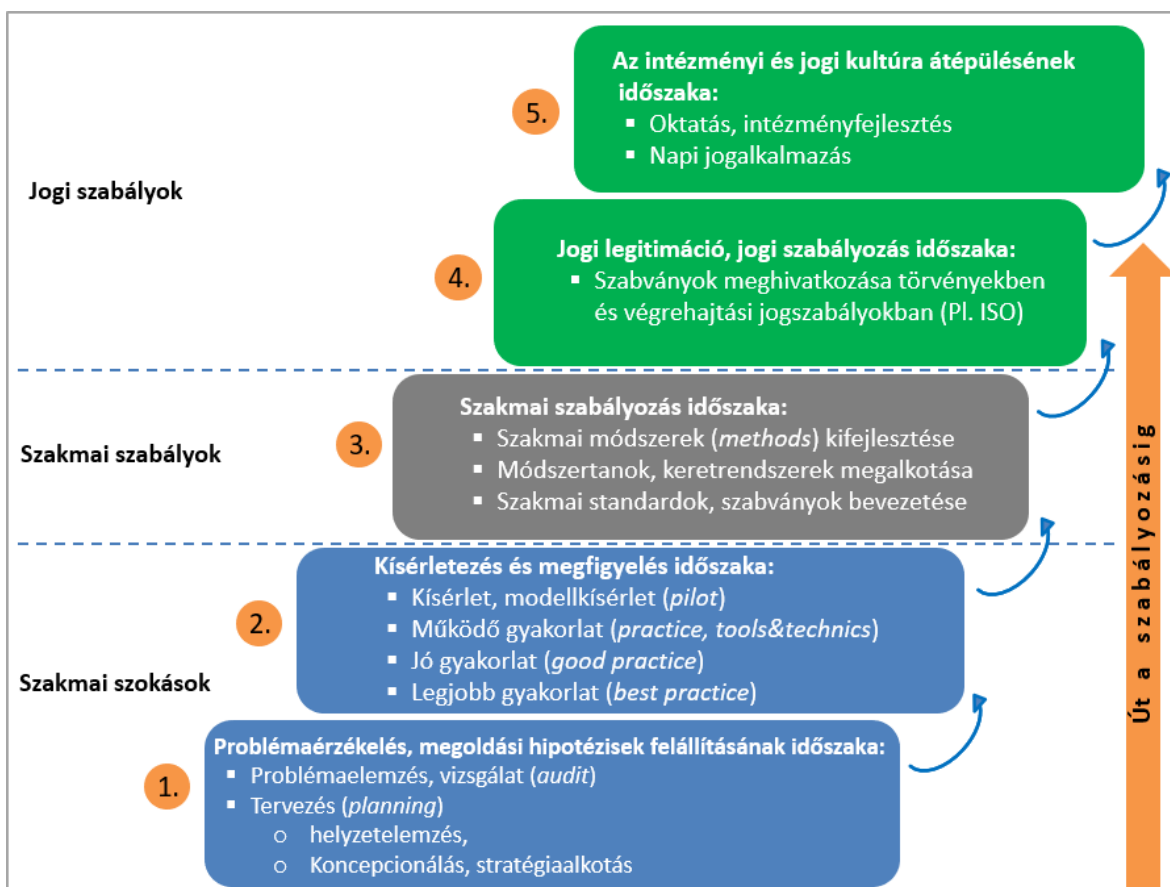 Az intézményi és jogi kultúra átépülésének
időszaka:
▪ Oktatás, intézményfejlesztés
▪ Napi jogalkalmazás
5.
Jogi szabályok
Jogi legitimáció, jogi szabályozás időszaka:
▪ Szabványok meghivatkozása törvényekben
és végrehajtási jogszabályokban (Pl. ISO)
4.
Szakmai szabályozás időszaka:
▪ Szakmai módszerek (methods) kifejlesztése
▪ Módszertanok, keretrendszerek megalkotása
▪ Szakmai standardok, szabványok bevezetése
3.
Szakmai szabályok
Kísérletezés és megfigyelés időszaka:
▪ Kísérlet, modellkísérlet (pilot)
▪ Működő gyakorlat (practice, tools&technics)
▪ Jó gyakorlat (good practice)
▪ Legjobb gyakorlat (best practice)
2.
Szakmai szokások
Problémaérzékelés, megoldási hipotézisek felállításának időszaka:
▪ Problémaelemzés, vizsgálat (audit)
▪ Tervezés (planning)
o helyzetelemzés,
o Koncepcionálás, stratégiaalkotás
1.
Út a szabályozásig